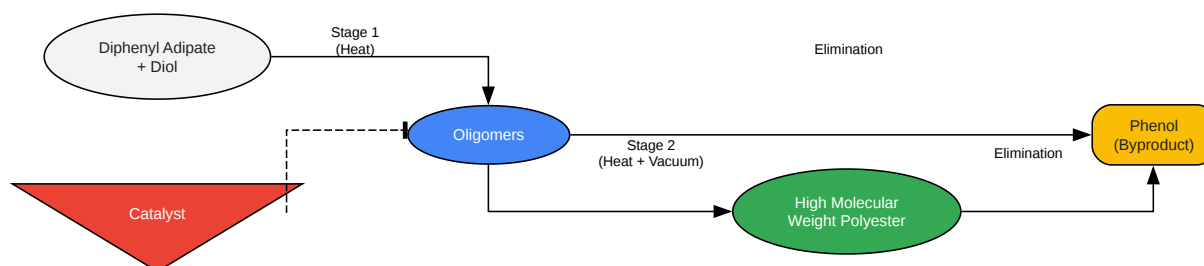 Diphenyl Adipate
+ Diol
Stage 1
(Heat)
Elimination
Oligomers
Phenol
(Byproduct)
Stage 2
(Heat + Vacuum)
Elimination
Catalyst
High Molecular
Weight Polyester